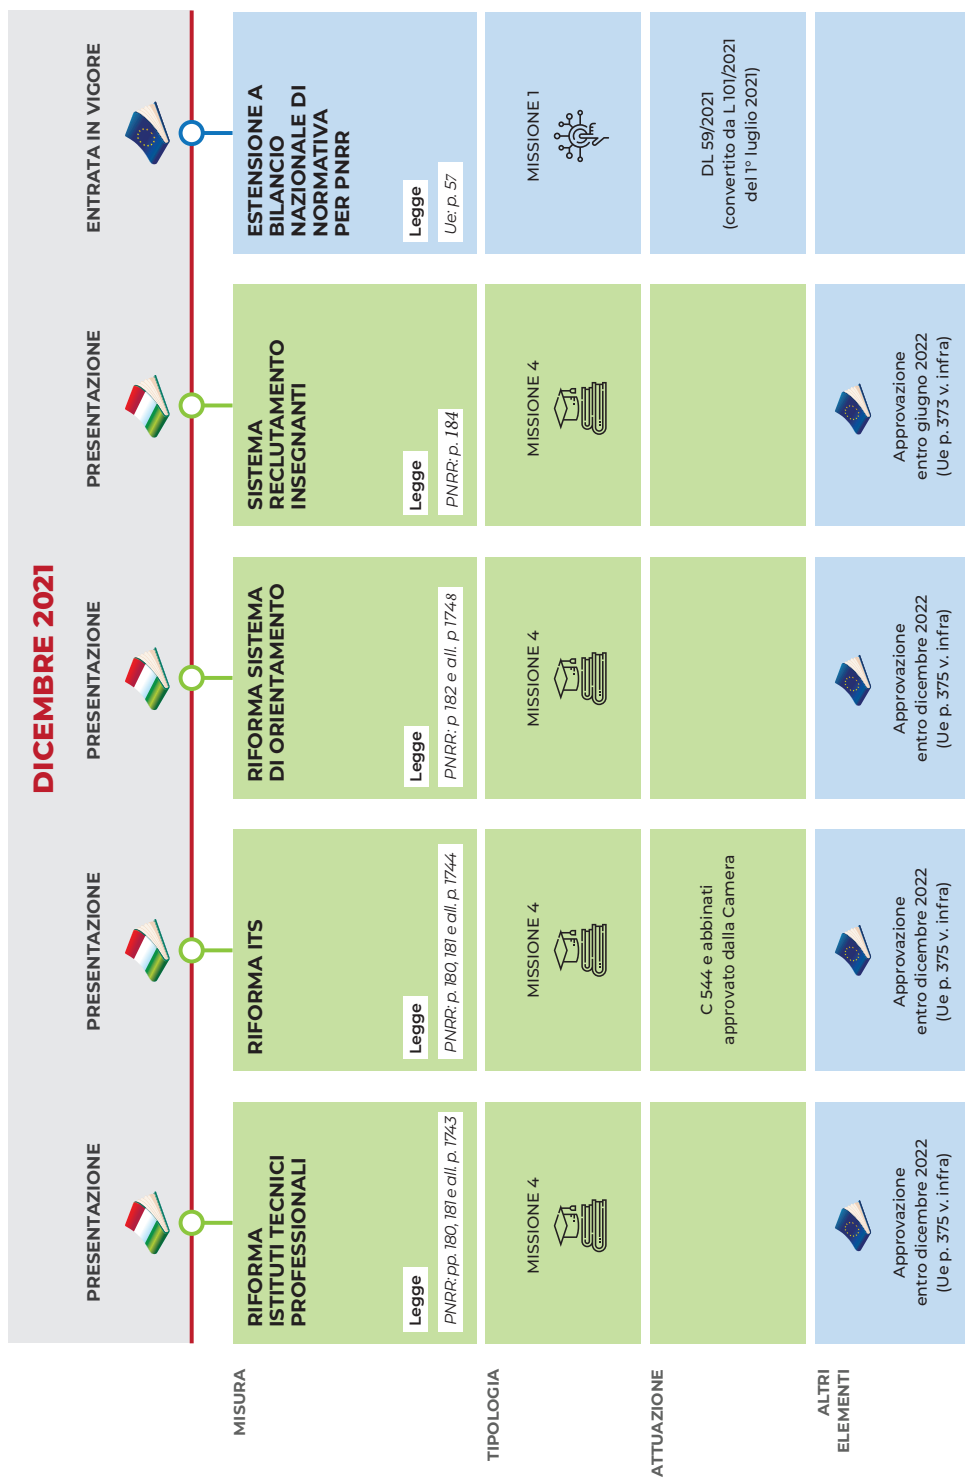 DICEMBRE 2021
PRESENTAZIONE
PRESENTAZIONE
PRESENTAZIONE
PRESENTAZIONE
ENTRATA IN VIGORE
MISURA
RIFORMA
ISTITUTI TECNICI
PROFESSIONALI
Legge
PNRR: pp. 180, 181 e all. p. 1743
RIFORMA ITS
Legge
PNRR: p. 180, 181 e all. p. 1744
RIFORMA SISTEMA
DI ORIENTAMENTO
Legge
PNRR: p 182 e all. p 1748
SISTEMA
RECLUTAMENTO
INSEGNANTI
Legge
PNRR: p. 184
ESTENSIONE A
BILANCIO
NAZIONALE DI
NORMATIVA
PER PNRR
Legge
Ue: p. 57
TIPOLOGIA
MISSIONE 4
MISSIONE 4
MISSIONE 4
MISSIONE 4
MISSIONE 1
ATTUAZIONE
C 544 e abbinati
approvato dalla Camera
DL 59/2021
(convertito da L 101/2021
del 1° luglio 2021)
ALTRI
ELEMENTI
Approvazione
entro dicembre 2022
(Ue p. 375 v. infra)
Approvazione
entro dicembre 2022
(Ue p. 375 v. infra)
Approvazione
entro dicembre 2022
(Ue p. 375 v. infra)
Approvazione
entro giugno 2022
(Ue p. 373 v. infra)